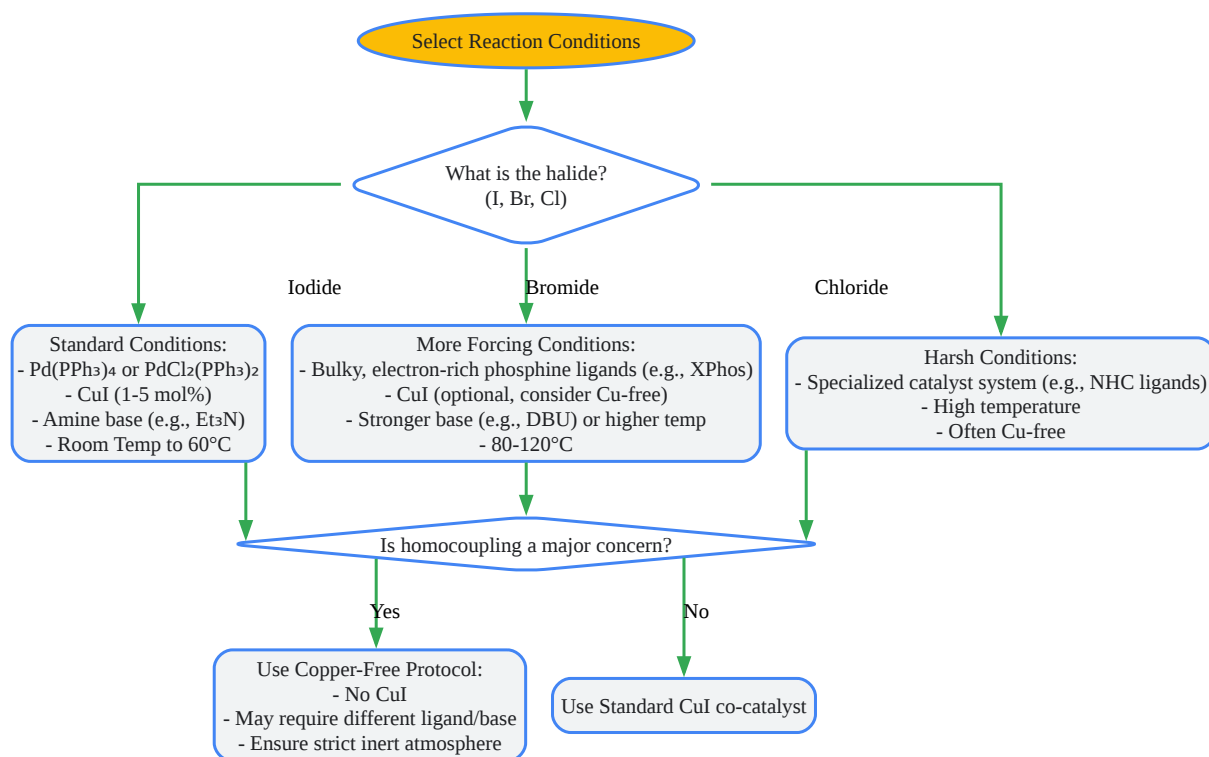 Select Reaction Conditions
What is the halide?
(I, Br, Cl)
Iodide
Bromide
Chloride
Standard Conditions:
- Pd(PPh₃)₄ or PdCl₂(PPh₃)₂
- CuI (1-5 mol%)
- Amine base (e.g., Et₃N)
- Room Temp to 60°C
More Forcing Conditions:
- Bulky, electron-rich phosphine ligands (e.g., XPhos)
- CuI (optional, consider Cu-free)
- Stronger base (e.g., DBU) or higher temp
- 80-120°C
Harsh Conditions:
- Specialized catalyst system (e.g., NHC ligands)
- High temperature
- Often Cu-free
Is homocoupling a major concern?
Yes
No
Use Copper-Free Protocol:
- No CuI
- May require different ligand/base
- Ensure strict inert atmosphere
Use Standard CuI co-catalyst